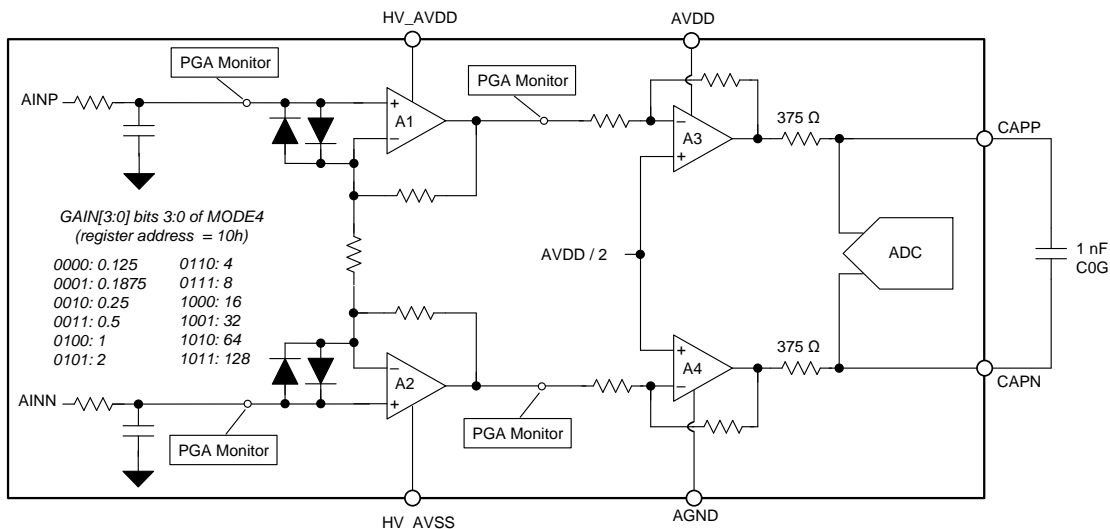 HV_AVDD
AVDD
PGA Monitor
PGA Monitor
AINP
+
A1
−
−
A3
+
375 Ω
CAPP
GAIN[3:0] bits 3:0 of MODE4
(register address = 10h)
0000: 0.125
0001: 0.1875
0010: 0.25
0011: 0.5
0100: 1
0101: 2
0110: 4
0111: 8
1000: 16
1001: 32
1010: 64
1011: 128
AVDD / 2
ADC
1 nF
C0G
−
A2
+
+
A4
−
375 Ω
CAPN
AINN
PGA Monitor
PGA Monitor
HV_AVSS
AGND